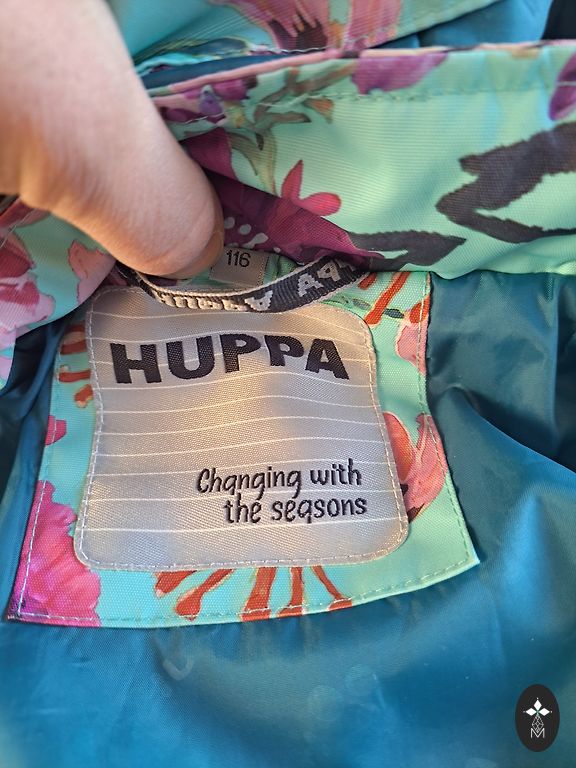 116
HUPPA
Changing with
the seasons